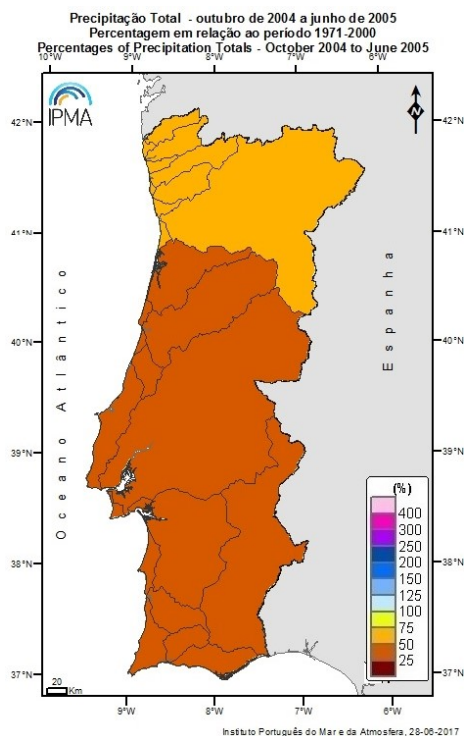 Precipitação Total - outubro de 2004 a junho de 2005
Percentagem em relação ao período 1971-2000
Percentages of Precipitation Totals - October 2004 to June 2005
10°W 9°W 8°W 7°W 6°W
IPMA
N
42°N 42°N
41°N 41°N
40°N 40°N
39°N 39°N
38°N 38°N
37°N 37°N
Oceano Atlântico
Espanha
(%)
400
300
250
200
150
125
100
75
50
25
20
Km
9°W 8°W 7°W 6°W
Instituto Português do Mar e da Atmosfera, 28-06-2017